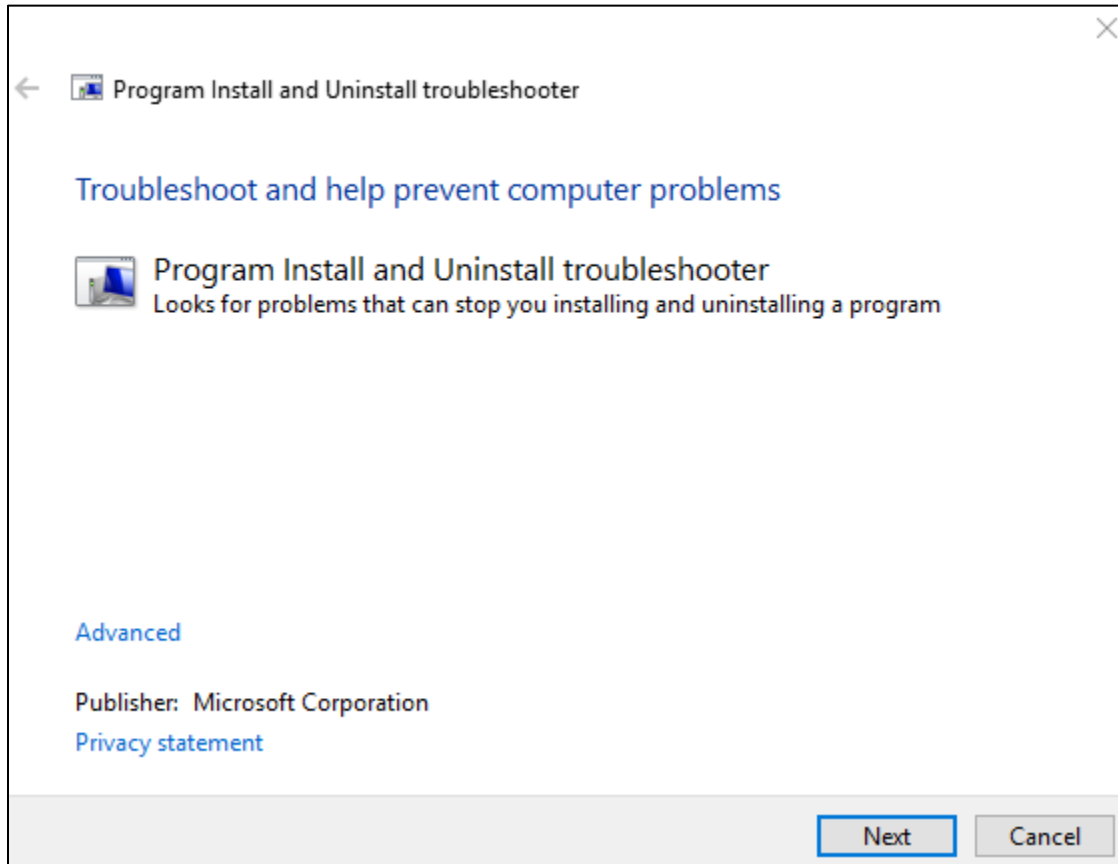 Program Install and Uninstall troubleshooter
Troubleshoot and help prevent computer problems
Program Install and Uninstall troubleshooter
Looks for problems that can stop you installing and uninstalling a program
Advanced
Publisher: Microsoft Corporation
Privacy statement
Next Cancel